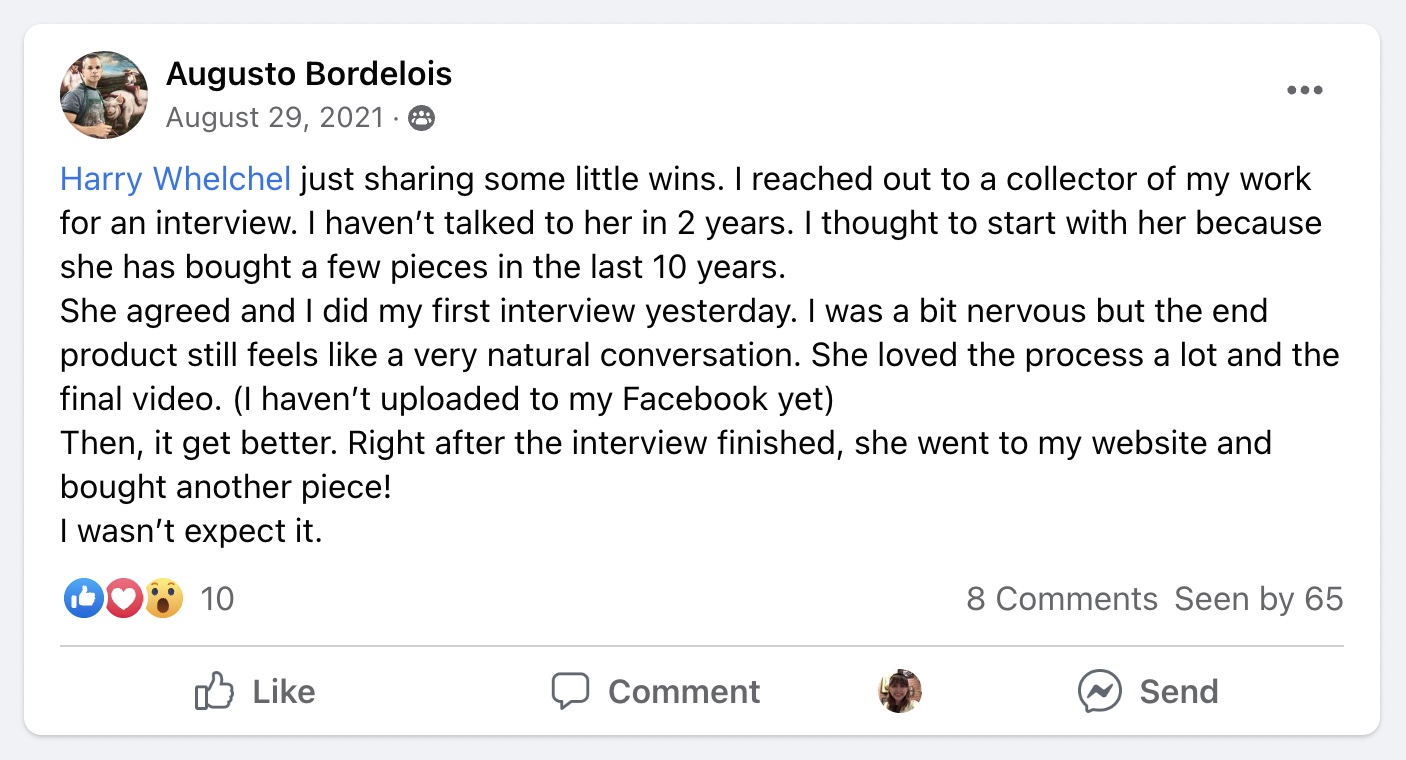 Augusto Bordelois
August 29, 2021 ·
Harry Whelchel just sharing some little wins. I reached out to a collector of my work
for an interview. I haven’t talked to her in 2 years. I thought to start with her because
she has bought a few pieces in the last 10 years.
She agreed and I did my first interview yesterday. I was a bit nervous but the end
product still feels like a very natural conversation. She loved the process a lot and the
final video. (I haven’t uploaded to my Facebook yet)
Then, it get better. Right after the interview finished, she went to my website and
bought another piece!
I wasn’t expect it.
10 8 Comments Seen by 65
Like Comment Send